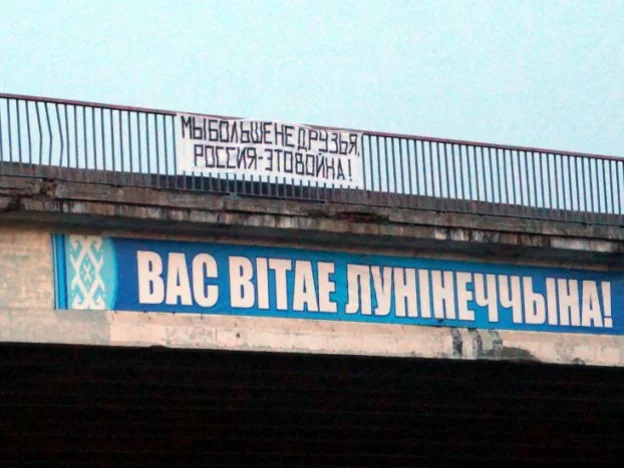 МЫ БОЛЬШЕ НЕ ДРУЗЬЯ,
РОССИЯ - ЭТО ВОЙНА!
ВАС ВІТАЕ ЛУНІНЕЧЧЫНА!